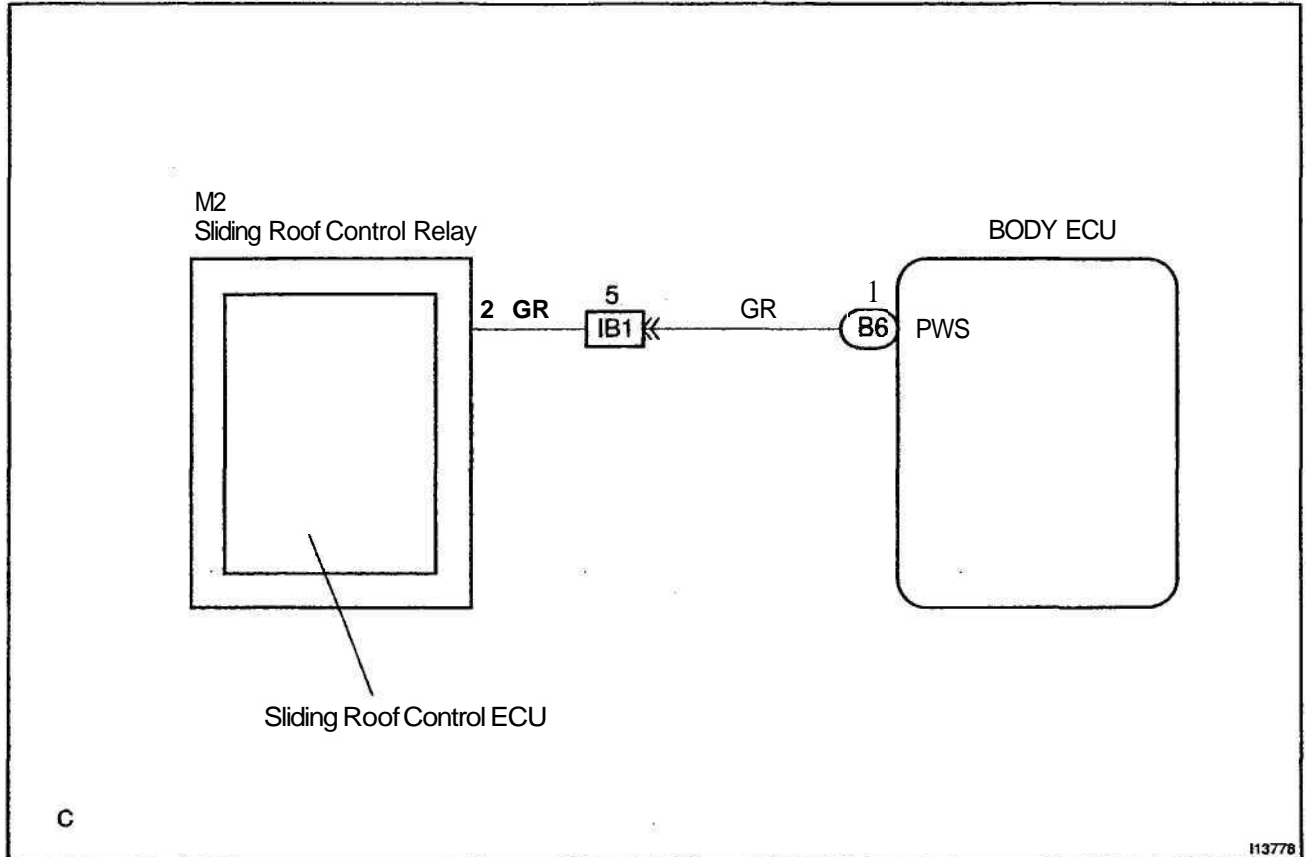 M2
Sliding Roof Control Relay
BODY ECU
2 GR
5
IB1
GR
1
B6
PWS
Sliding Roof Control ECU
C
I13778